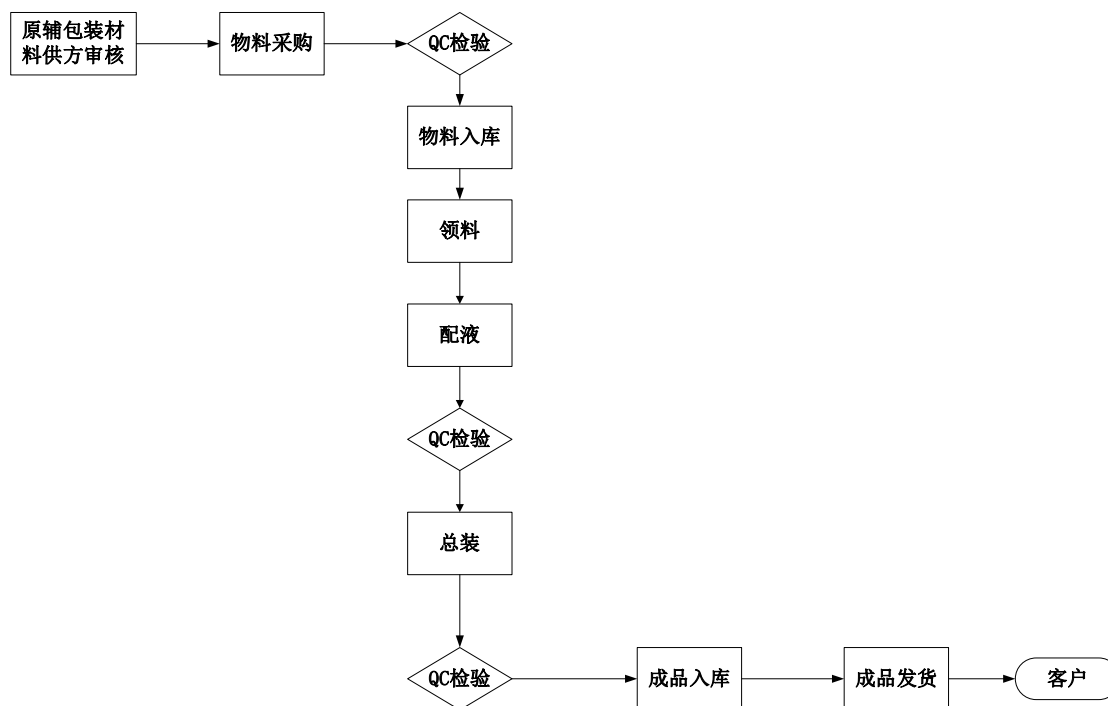 原辅包装材
料供方审核
物料采购
QC检验
物料入库
领料
配液
QC检验
总装
QC检验
成品入库
成品发货
客户